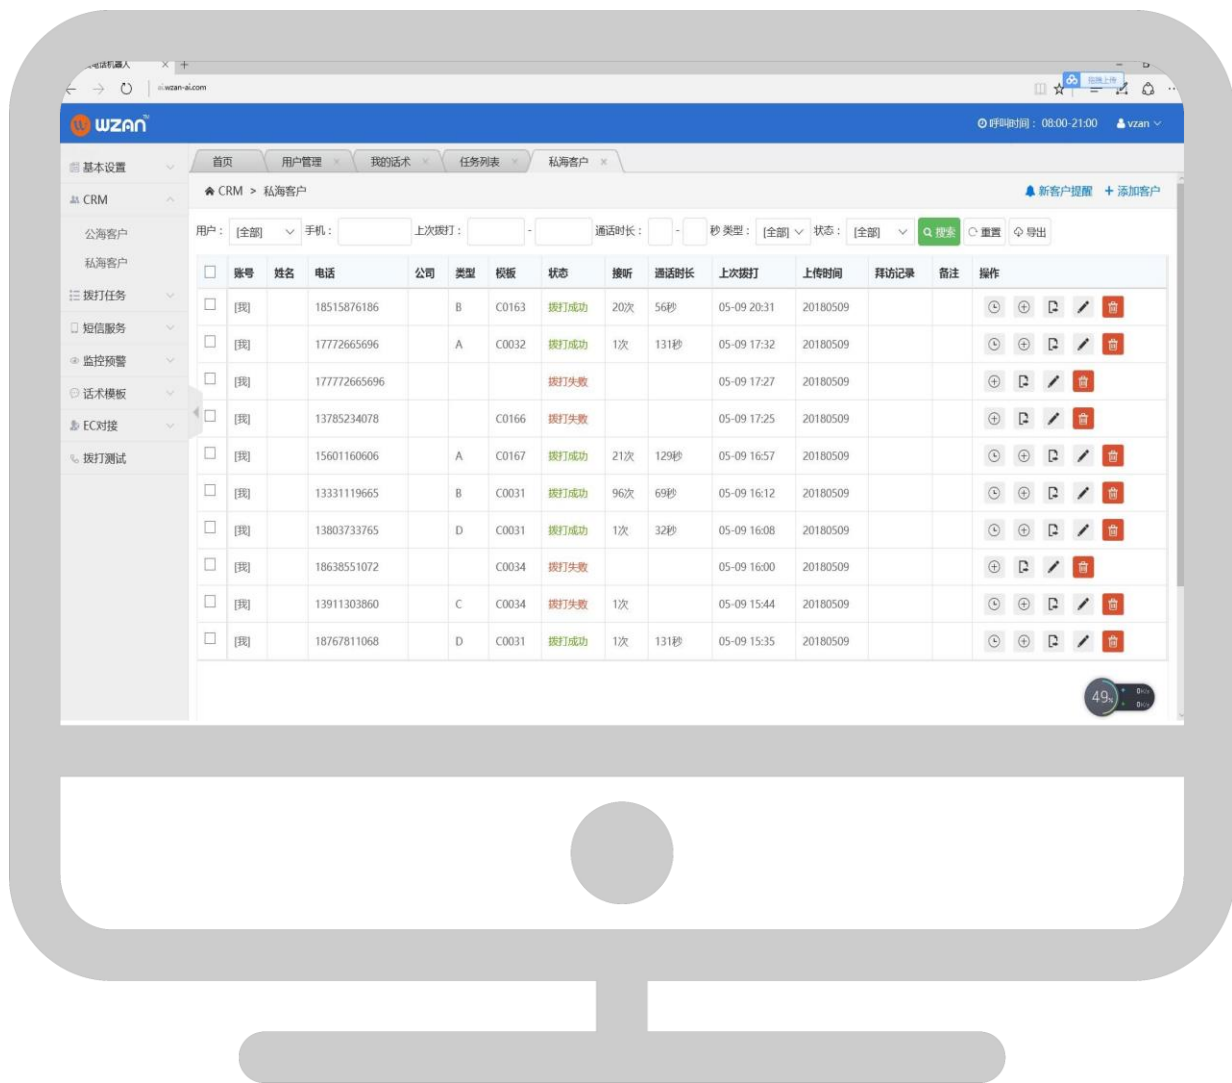 电话机器人
ai.wzan-ai.com
拖拽上传
wzan
呼叫时间： 08:00-21:00 vzan
基本设置
CRM
公海客户
私海客户
拨打任务
短信服务
监控预警
话术模板
EC对接
拨打测试
首页 用户管理 我的话术 任务列表 私海客户
CRM > 私海客户 新客户提醒 + 添加客户
用户： [全部] 手机： 上次拨打： - 通话时长： - 秒 类型： [全部] 状态： [全部] 搜索 重置 导出
账号 姓名 电话 公司 类型 校板 状态 接听 通话时长 上次拨打 上传时间 拜访记录 备注 操作
[我] 18515876186 B C0163 拨打成功 20次 56秒 05-09 20:31 20180509
[我] 17772665696 A C0032 拨打成功 1次 131秒 05-09 17:32 20180509
[我] 177772665696 拨打失败 05-09 17:27 20180509
[我] 13785234078 C0166 拨打失败 05-09 17:25 20180509
[我] 15601160606 A C0167 拨打成功 21次 129秒 05-09 16:57 20180509
[我] 13331119665 B C0031 拨打成功 96次 69秒 05-09 16:12 20180509
[我] 13803733765 D C0031 拨打成功 1次 32秒 05-09 16:08 20180509
[我] 18638551072 C0034 拨打失败 05-09 16:00 20180509
[我] 13911303860 C C0034 拨打失败 1次 05-09 15:44 20180509
[我] 18767811068 D C0031 拨打成功 1次 131秒 05-09 15:35 20180509
49%
0K/s
0K/s